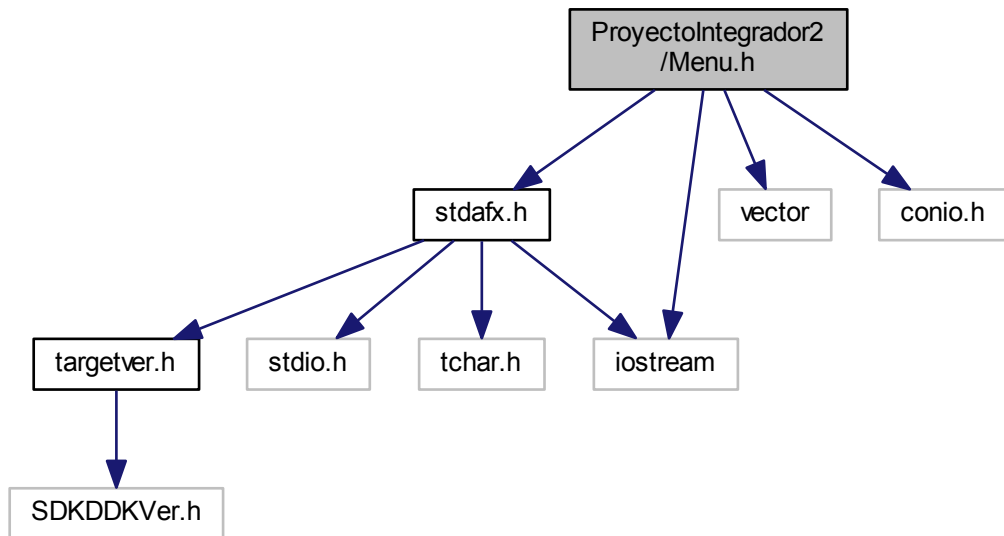 ProyectoIntegrador2
/Menu.h
stdafx.h
vector
conio.h
targetver.h
stdio.h
tchar.h
iostream
SDKDDKVer.h